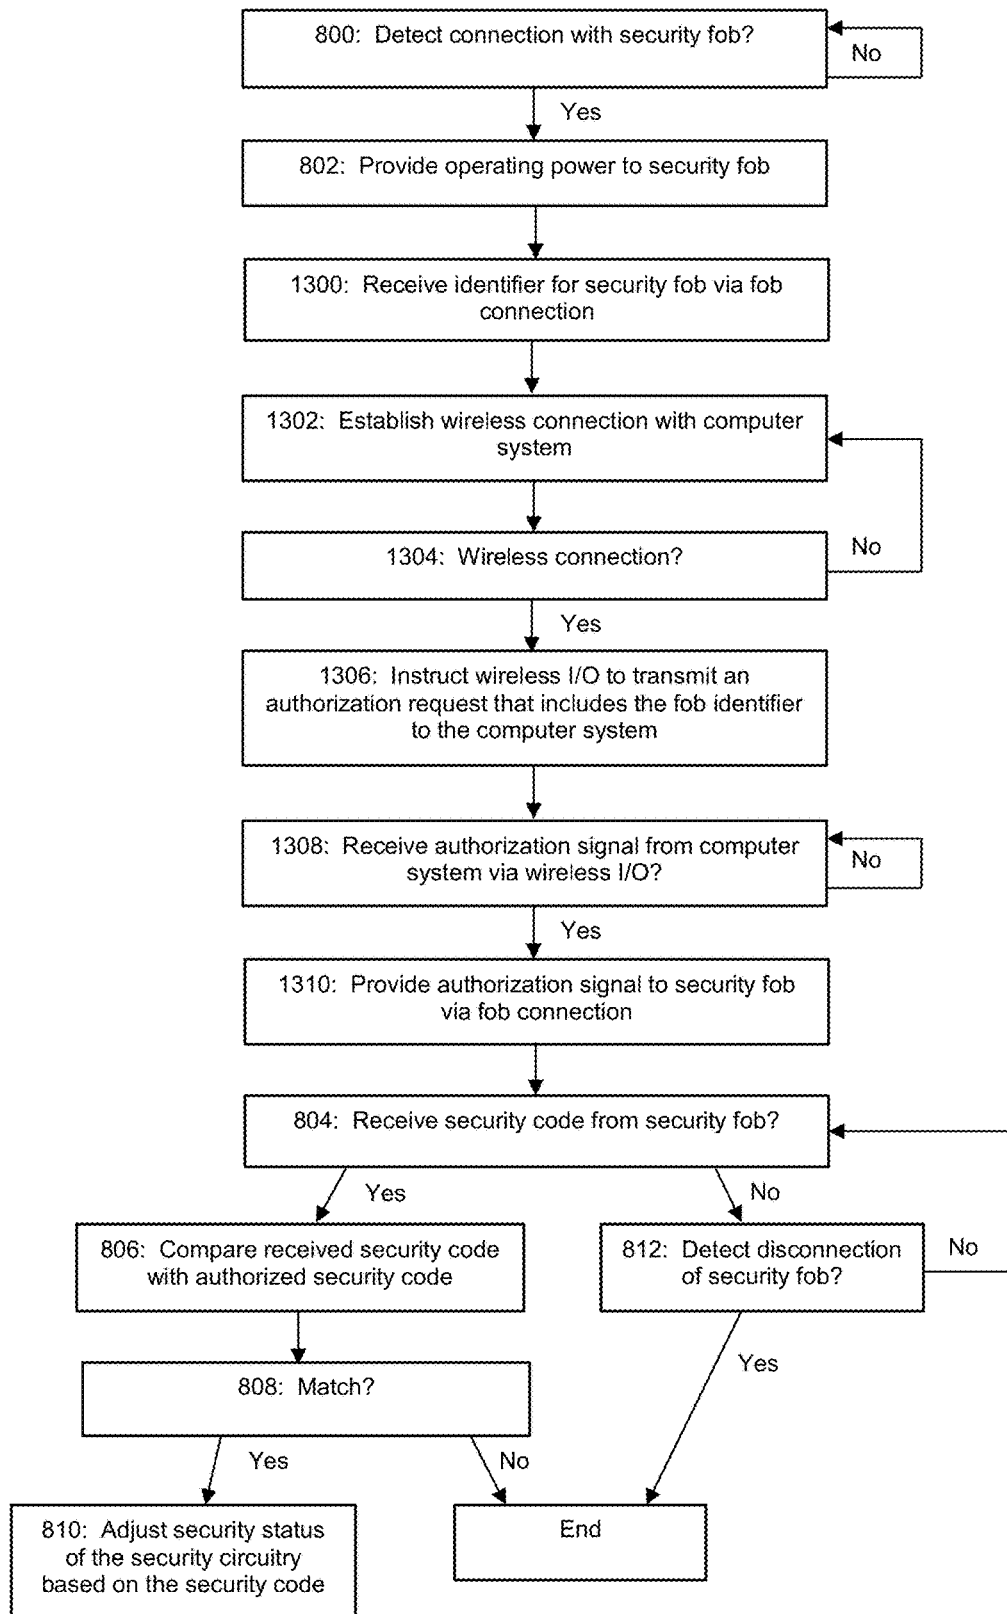 800: Detect connection with security fob?
No
Yes
802: Provide operating power to security fob
1300: Receive identifier for security fob via fob
connection
1302: Establish wireless connection with computer
system
1304: Wireless connection?
No
Yes
1306: Instruct wireless I/O to transmit an
authorization request that includes the fob identifier
to the computer system
1308: Receive authorization signal from computer
system via wireless I/O?
No
Yes
1310: Provide authorization signal to security fob
via fob connection
804: Receive security code from security fob?
Yes
No
806: Compare received security code
with authorized security code
812: Detect disconnection
of security fob?
No
Yes
808: Match?
Yes
No
810: Adjust security status
of the security circuitry
based on the security code
End